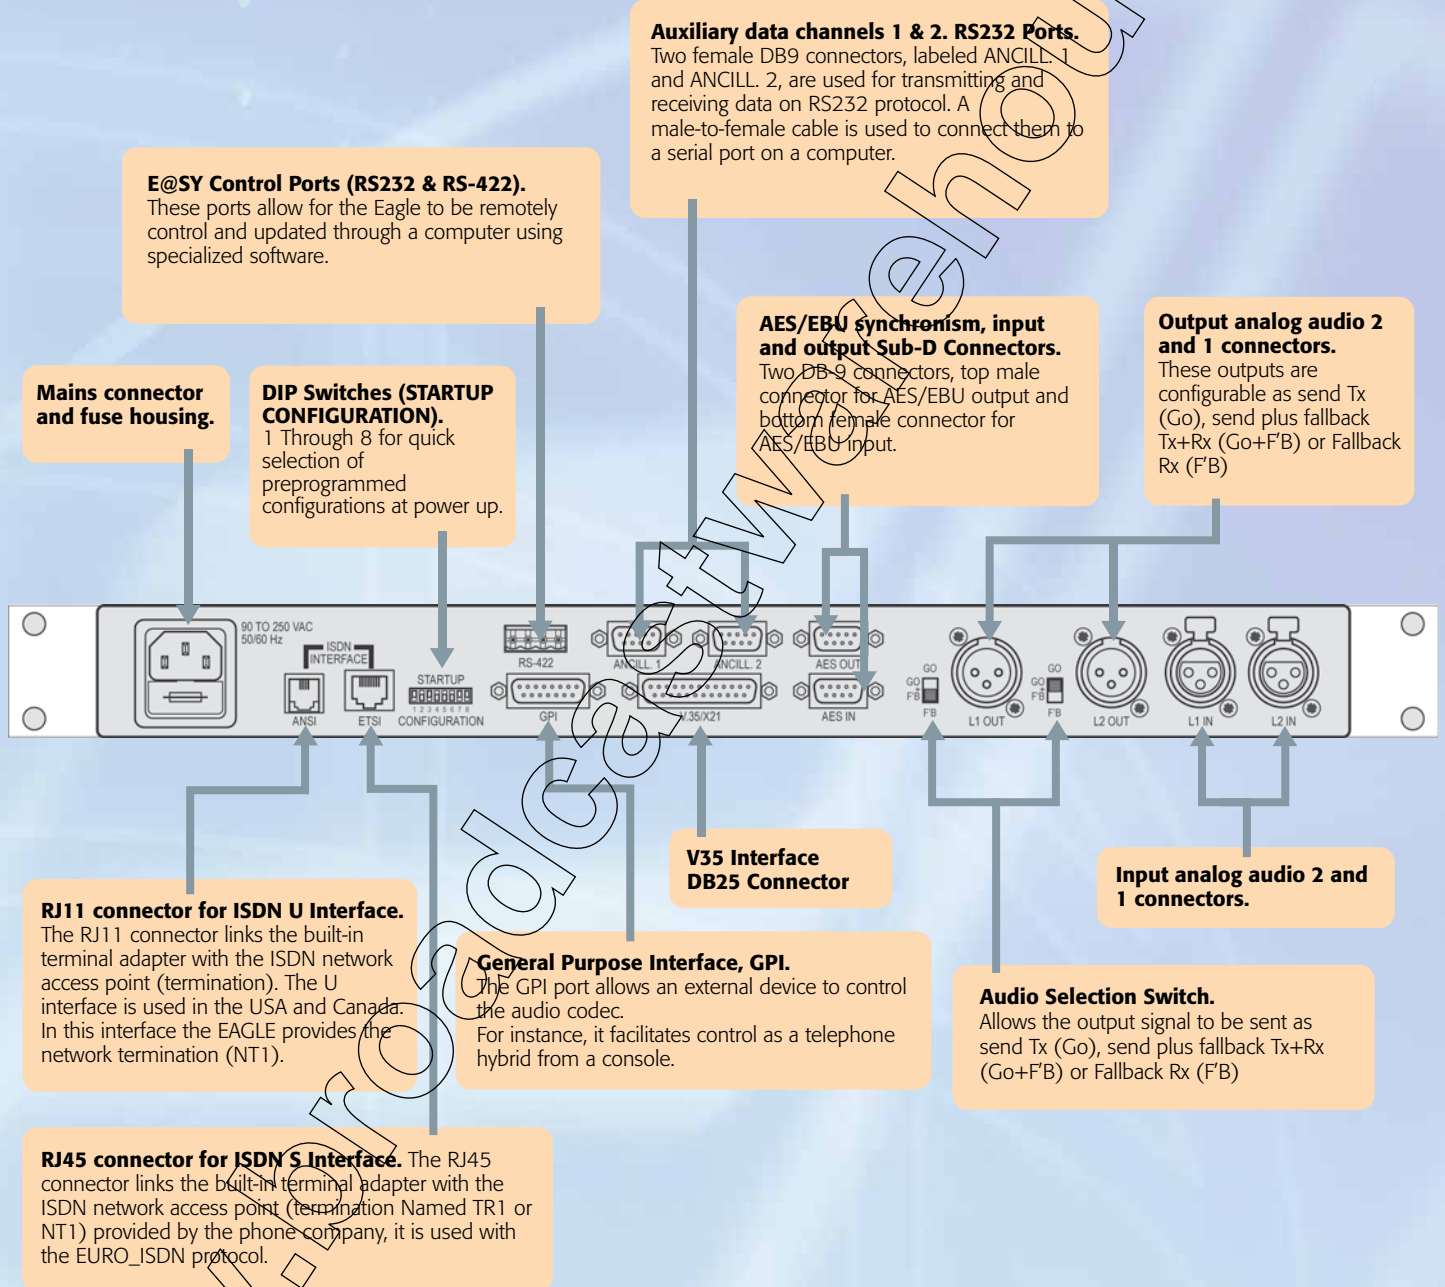 Auxiliary data channels 1 & 2. RS232 Ports.
Two female DB9 connectors, labeled ANCILL. 1
and ANCILL. 2, are used for transmitting and
receiving data on RS232 protocol. A
male-to-female cable is used to connect them to
a serial port on a computer.
E@SY Control Ports (RS232 & RS-422).
These ports allow for the Eagle to be remotely
control and updated through a computer using
specialized software.
AES/EBU synchronism, input
and output Sub-D Connectors.
Two DB-9 connectors, top male
connector for AES/EBU output and
bottom female connector for
AES/EBU input.
Output analog audio 2
and 1 connectors.
These outputs are
configurable as send Tx
(Go), send plus fallback
Tx+Rx (Go+F'B) or Fallback
Rx (F'B)
Mains connector
and fuse housing.
DIP Switches (STARTUP
CONFIGURATION).
1 Through 8 for quick
selection of
preprogrammed
configurations at power up.
90 TO 250 VAC
50/60 Hz
ISDN
INTERFACE
ANSI
ETSI
STARTUP
1 2 3 4 5 6 7 8
CONFIGURATION
RS-422
GPI
ANCILL. 1
ANCILL. 2
V.35/X21
AES OUT
AES IN
GO
GO
+
F'B
F'B
L1 OUT
GO
GO
+
F'B
F'B
L2 OUT
L1 IN
L2 IN
V35 Interface
DB25 Connector
Input analog audio 2 and
1 connectors.
RJ11 connector for ISDN U Interface.
The RJ11 connector links the built-in
terminal adapter with the ISDN network
access point (termination). The U
interface is used in the USA and Canada.
In this interface the EAGLE provides the
network termination (NT1).
General Purpose Interface, GPI.
The GPI port allows an external device to control
the audio codec.
For instance, it facilitates control as a telephone
hybrid from a console.
Audio Selection Switch.
Allows the output signal to be sent as
send Tx (Go), send plus fallback Tx+Rx
(Go+F'B) or Fallback Rx (F'B)
RJ45 connector for ISDN S Interface. The RJ45
connector links the built-in terminal adapter with the
ISDN network access point (termination Named TR1 or
NT1) provided by the phone company, it is used with
the EURO_ISDN protocol.
.broadcastwarehou